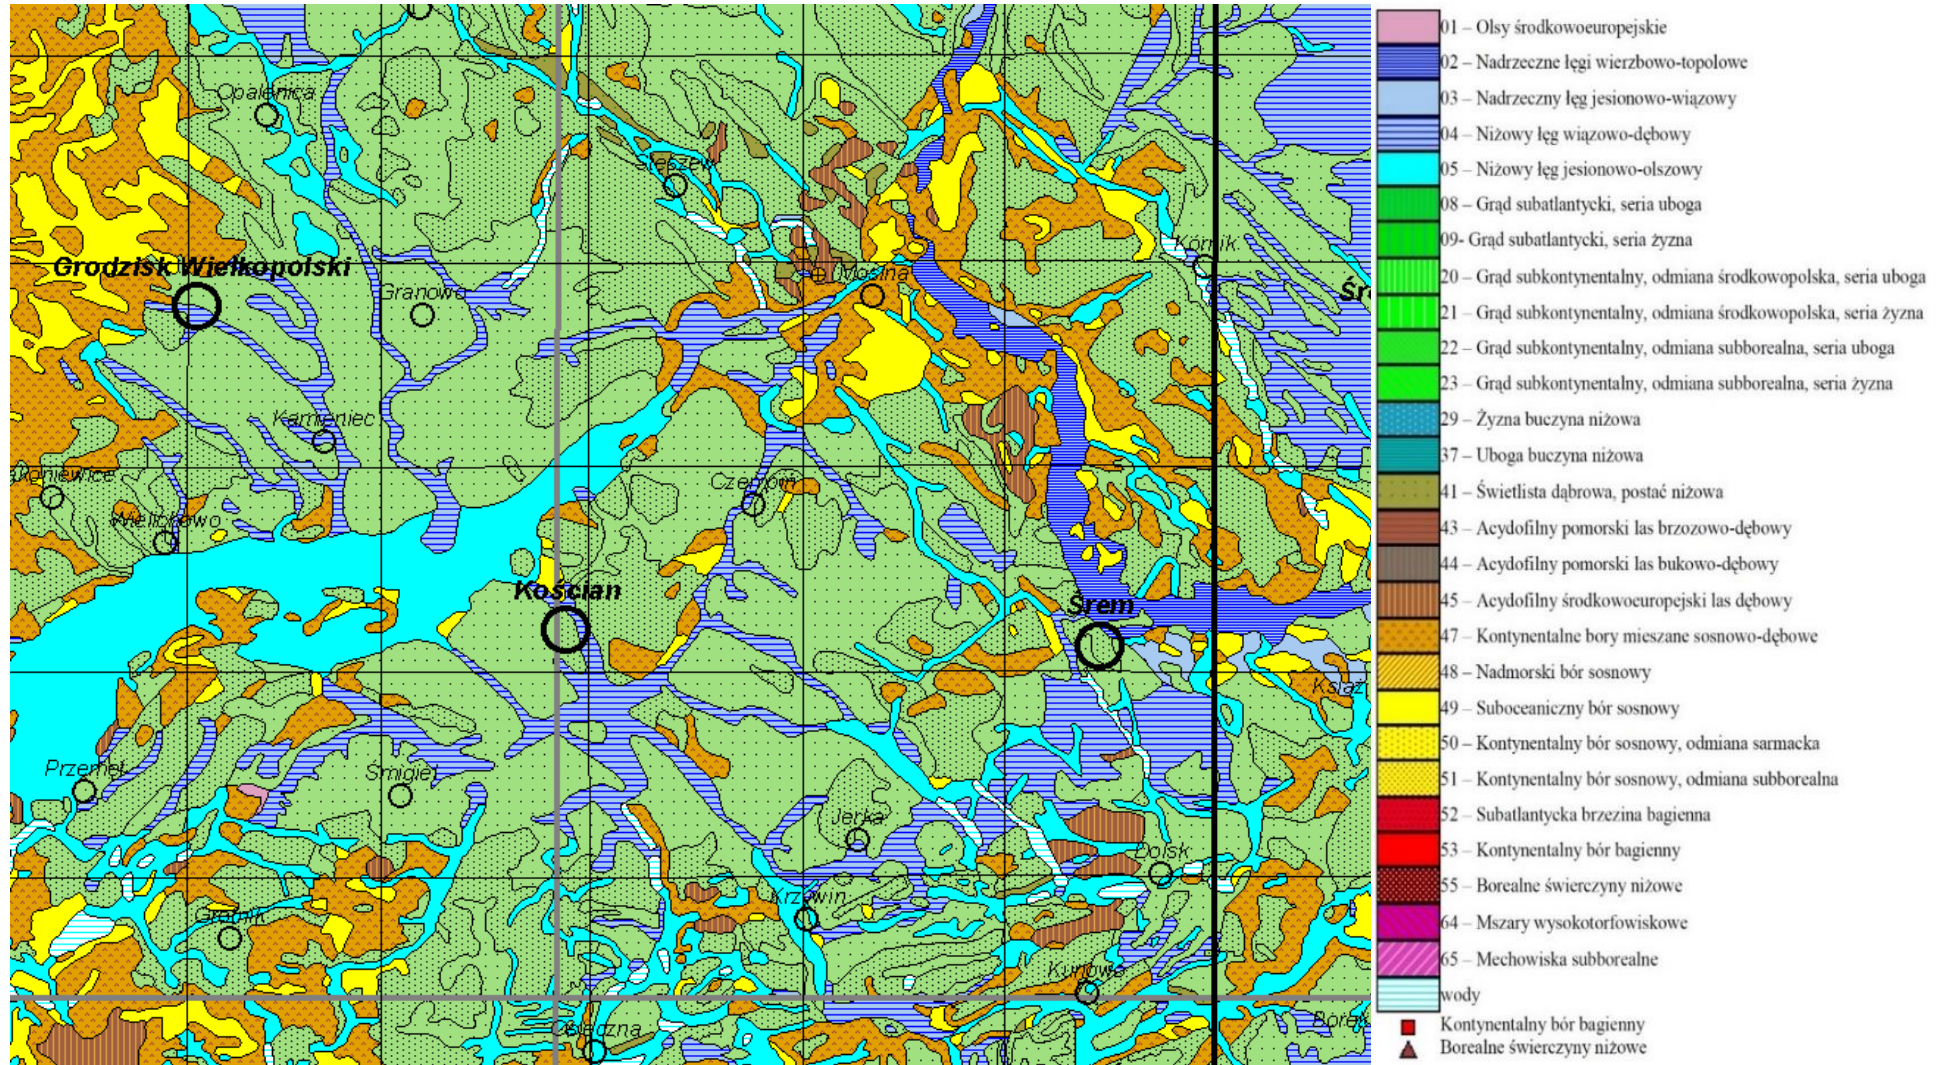 Opalenica
Stęszew
Kórnik
Grodzisk Wielkopolski
Mosina
Granowo
Śr
Kamieniec
akoniewice
Czempiń
Wielichowo
Kościan
Śrem
Książ
Przemęt
Śmigiel
Jerka
Dolsk
Krzywiń
Kunowo
Borek
01 – Olsy środkowoeuropejskie
02 – Nadrzeczne łęgi wierzbowo-topolowe
03 – Nadrzeczny łęg jesionowo-wiązowy
04 – Niżowy łęg wiązowo-dębowy
05 – Niżowy łęg jesionowo-olszowy
08 – Grąd subatlantycki, seria uboga
09- Grąd subatlantycki, seria żyzna
20 – Grąd subkontynentalny, odmiana środkowopolska, seria uboga
21 – Grąd subkontynentalny, odmiana środkowopolska, seria żyzna
22 – Grąd subkontynentalny, odmiana subborealna, seria uboga
23 – Grąd subkontynentalny, odmiana subborealna, seria żyzna
29 – Żyzna buczyna niżowa
37 – Uboga buczyna niżowa
41 – Świetlista dąbrowa, postać niżowa
43 – Acydofilny pomorski las brzozowo-dębowy
44 – Acydofilny pomorski las bukowo-dębowy
45 – Acydofilny środkowoeuropejski las dębowy
47 – Kontynentalne bory mieszane sosnowo-dębowe
48 – Nadmorski bór sosnowy
49 – Suboceaniczny bór sosnowy
50 – Kontynentalny bór sosnowy, odmiana sarmacka
51 – Kontynentalny bór sosnowy, odmiana subborealna
52 – Subatlantycka brzezina bagienna
53 – Kontynentalny bór bagienny
55 – Borealne świerczyny niżowe
64 – Mszary wysokotorfowiskowe
65 – Mechowiska subborealne
wody
Kontynentalny bór bagienny
Borealne świerczyny niżowe